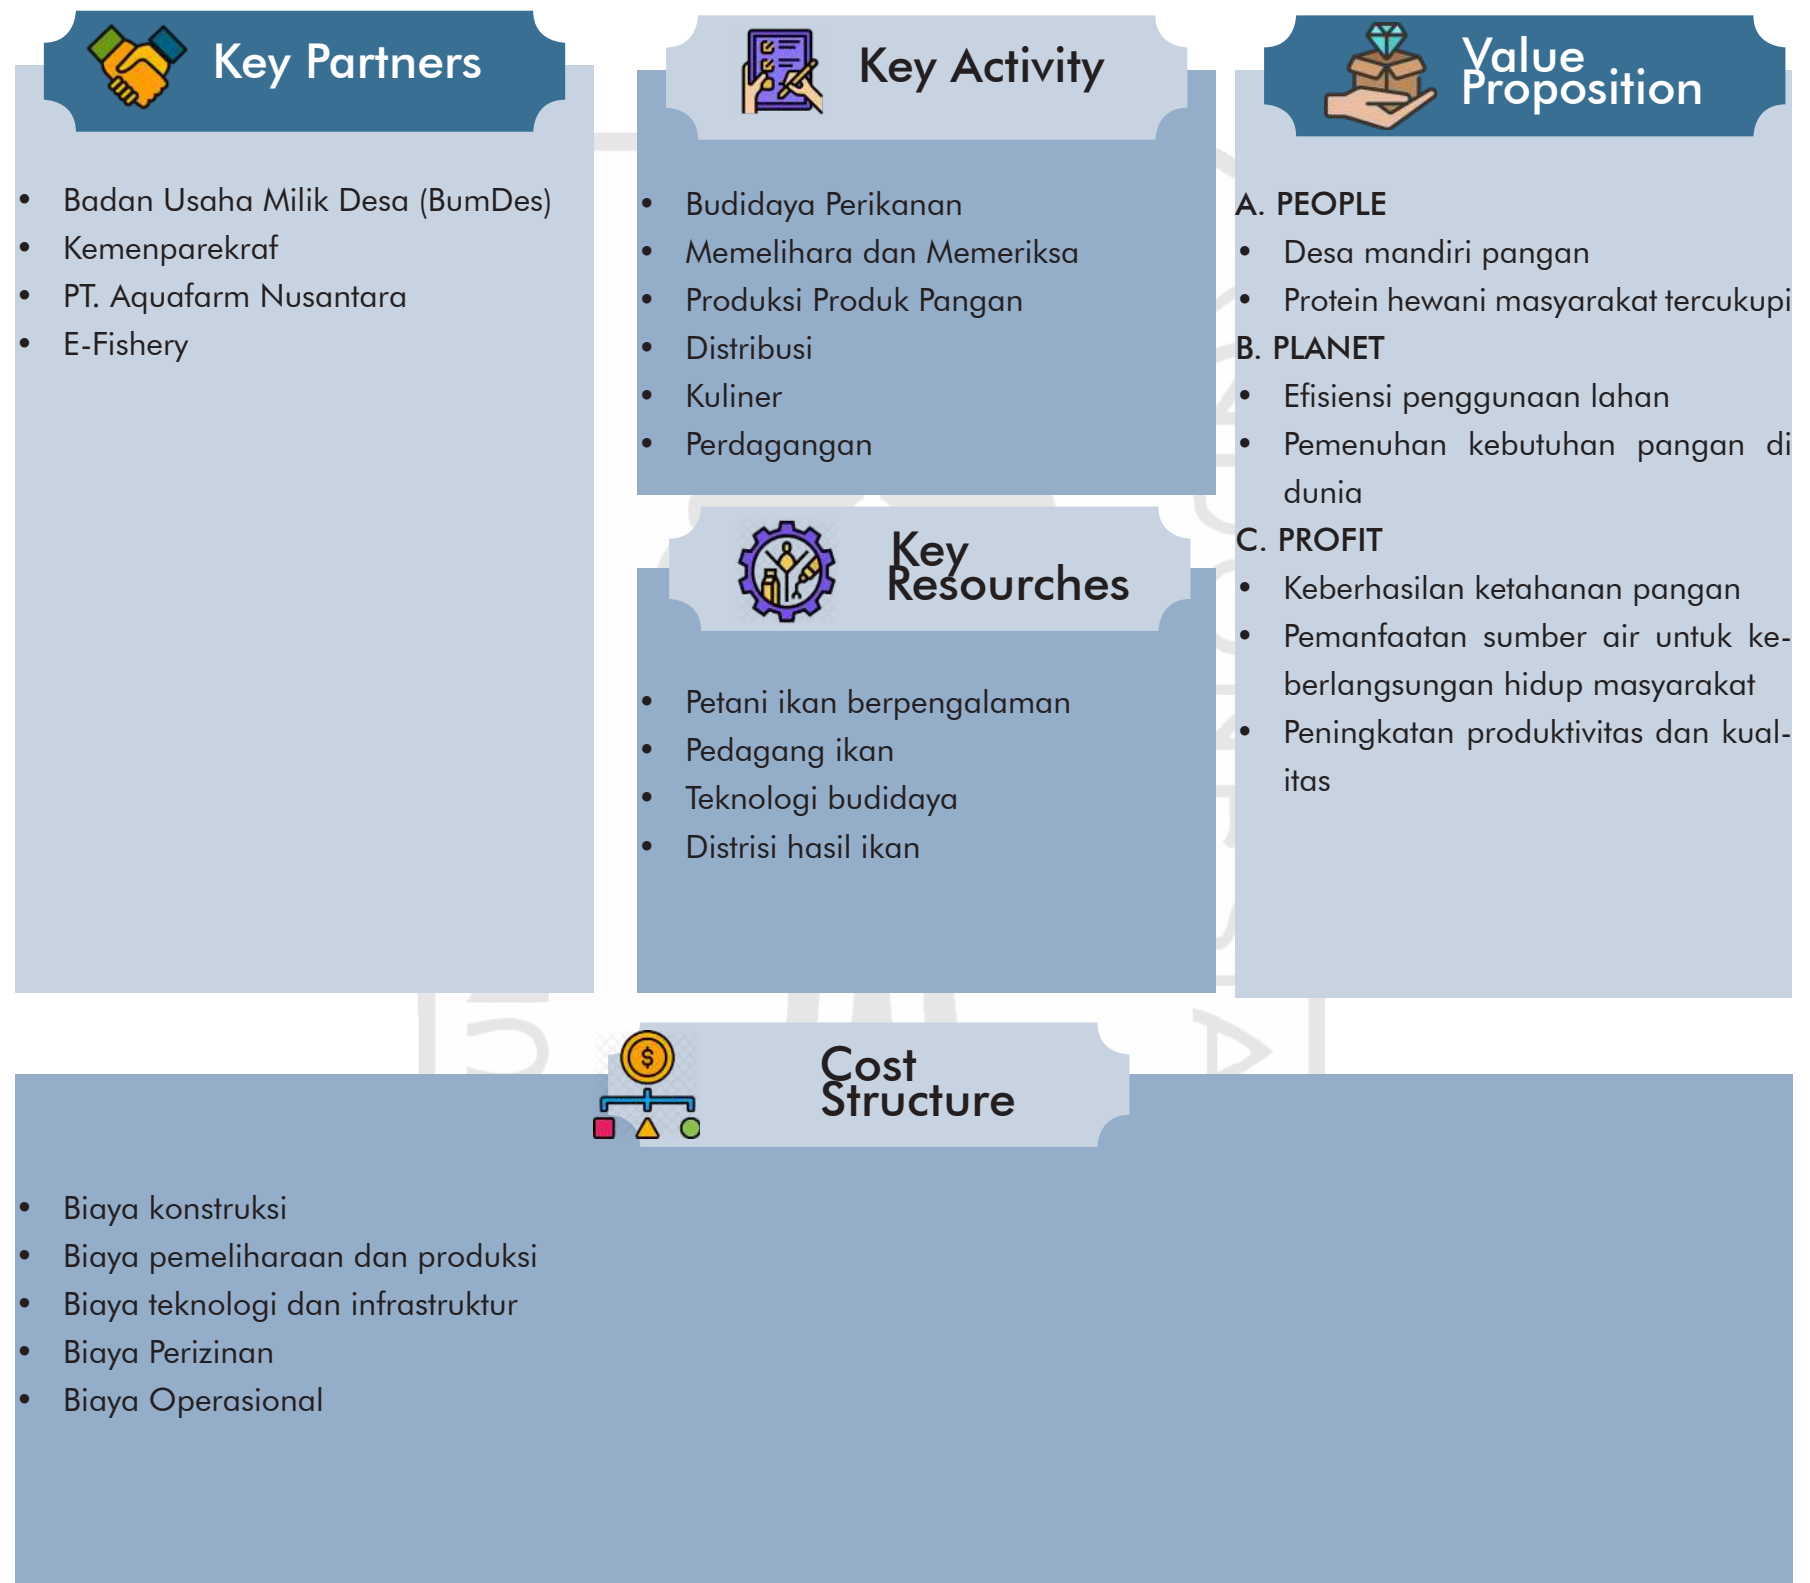 Key Partners
• Badan Usaha Milik Desa (BumDes)
• Kemenparekraf
• PT. Aquafarm Nusantara
• E-Fishery
Key Activity
• Budidaya Perikanan
• Memelihara dan Memeriksa
• Produksi Produk Pangan
• Distribusi
• Kuliner
• Perdagangan
Key
Resourches
• Petani ikan berpengalaman
• Pedagang ikan
• Teknologi budidaya
• Distrisi hasil ikan
Value
Proposition
A. PEOPLE
• Desa mandiri pangan
• Protein hewani masyarakat tercukupi
B. PLANET
• Efisiensi penggunaan lahan
• Pemenuhan kebutuhan pangan di
dunia
C. PROFIT
• Keberhasilan ketahanan pangan
• Pemanfaatan sumber air untuk ke-
berlangsungan hidup masyarakat
• Peningkatan produktivitas dan kual-
itas
Cost
Structure
• Biaya konstruksi
• Biaya pemeliharaan dan produksi
• Biaya teknologi dan infrastruktur
• Biaya Perizinan
• Biaya Operasional